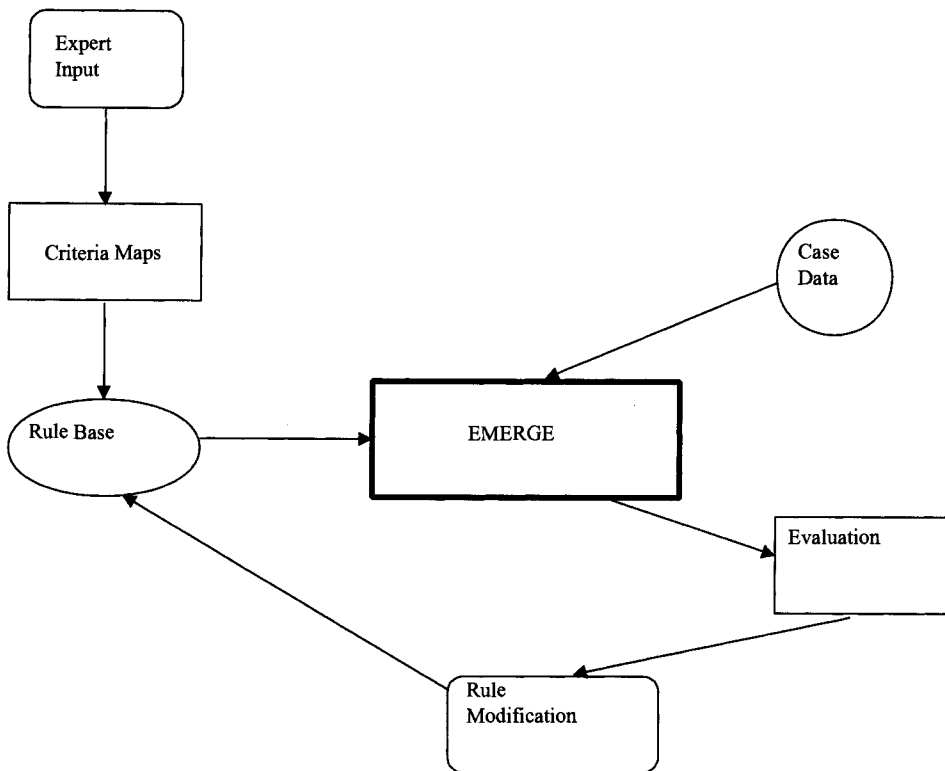 Expert
Input
Criteria Maps
Case
Data
Rule Base
EMERGE
Evaluation
Rule
Modification